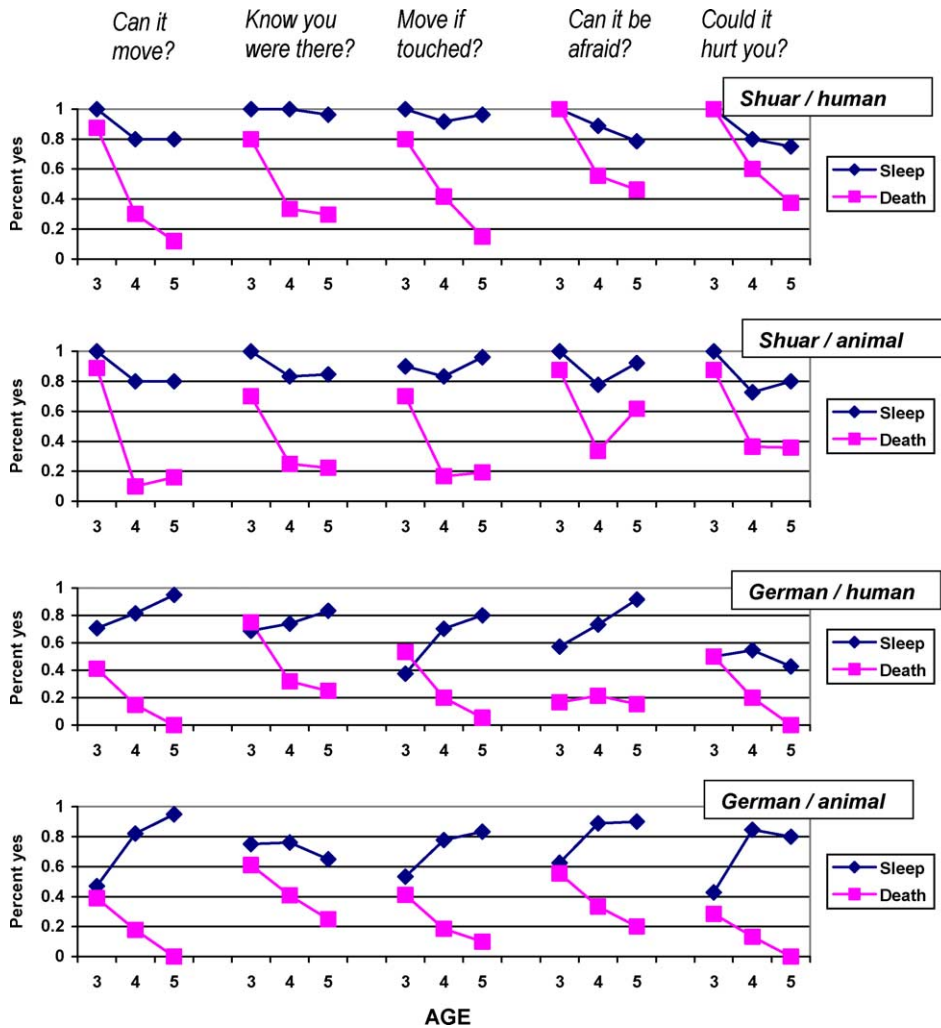 Can it move?
Know you were there?
Move if touched?
Can it be afraid?
Could it hurt you?
Shuar / human
Percent yes
1
0.8
0.6
0.4
0.2
0
3 4 5 3 4 5 3 4 5 3 4 5 3 4 5
Sleep
Death
Shuar / animal
Percent yes
1
0.8
0.6
0.4
0.2
0
3 4 5 3 4 5 3 4 5 3 4 5 3 4 5
Sleep
Death
German / human
Percent yes
1
0.8
0.6
0.4
0.2
0
3 4 5 3 4 5 3 4 5 3 4 5 3 4 5
Sleep
Death
German / animal
Percent yes
1
0.8
0.6
0.4
0.2
0
3 4 5 3 4 5 3 4 5 3 4 5 3 4 5
Sleep
Death
AGE